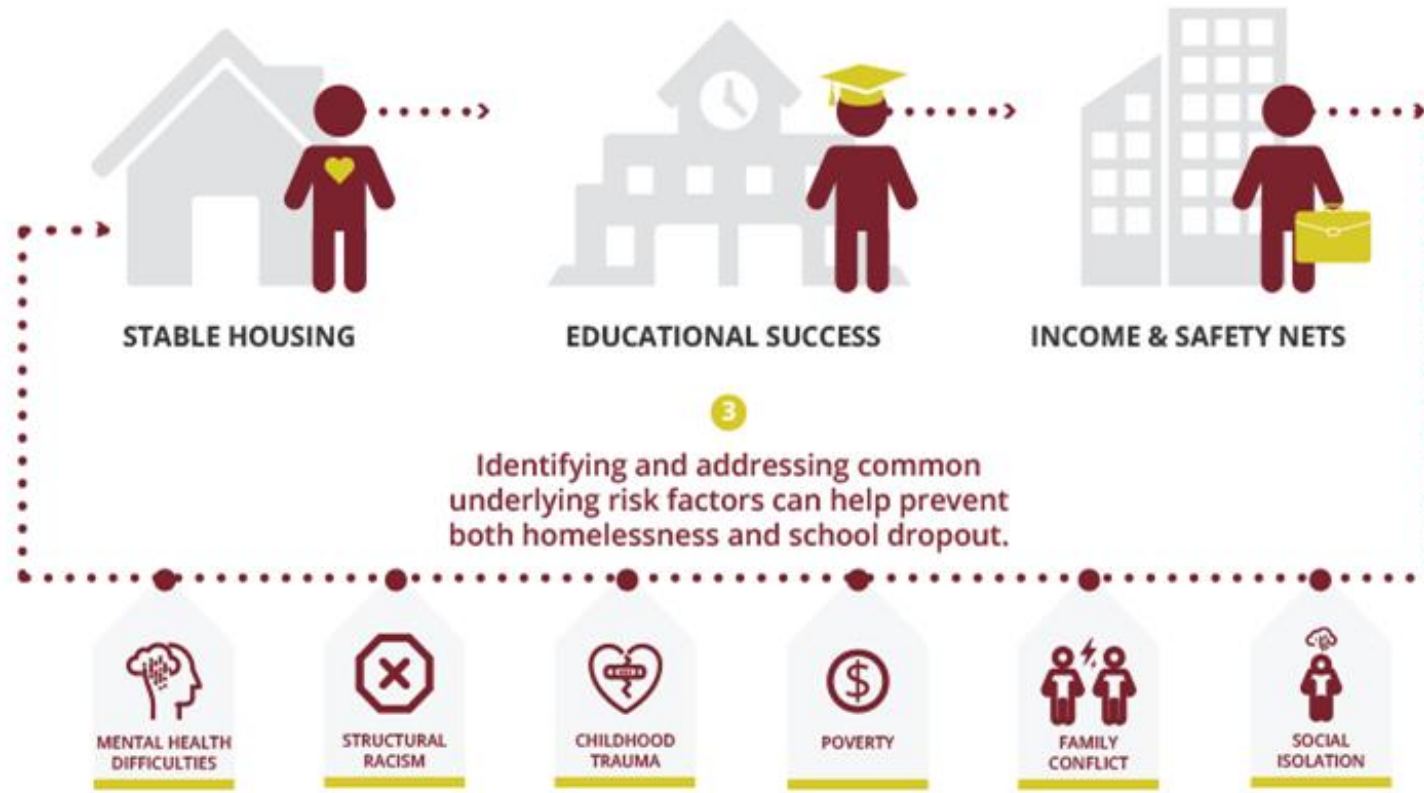 STABLE HOUSING
EDUCATIONAL SUCCESS
INCOME & SAFETY NETS
3
Identifying and addressing common
underlying risk factors can help prevent
both homelessness and school dropout.
MENTAL HEALTH
DIFFICULTIES
STRUCTURAL
RACISM
CHILDHOOD
TRAUMA
POVERTY
FAMILY
CONFLICT
SOCIAL
ISOLATION